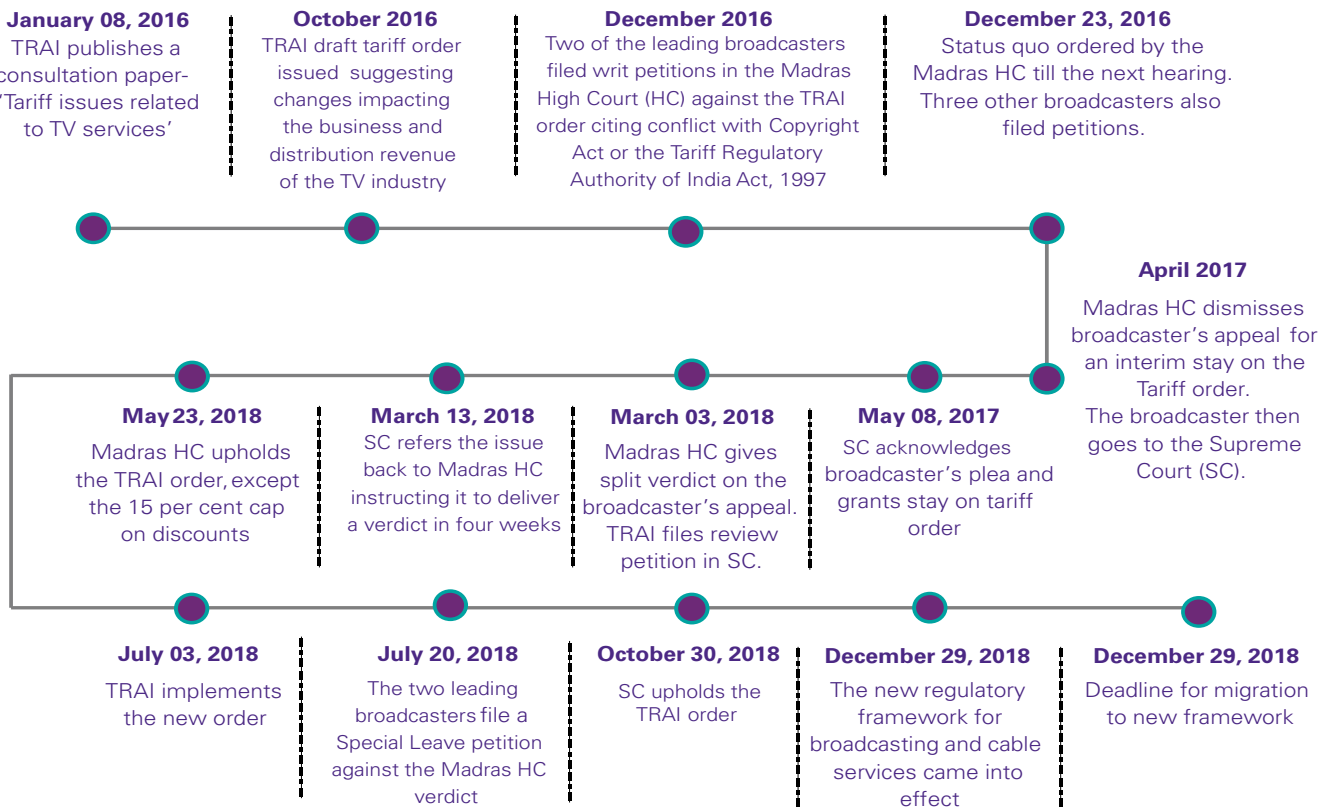 January 08, 2016
TRAI publishes a
consultation paper-
'Tariff issues related
to TV services'
October 2016
TRAI draft tariff order
issued suggesting
changes impacting
the business and
distribution revenue
of the TV industry
December 2016
Two of the leading broadcasters
filed writ petitions in the Madras
High Court (HC) against the TRAI
order citing conflict with Copyright
Act or the Tariff Regulatory
Authority of India Act, 1997
December 23, 2016
Status quo ordered by the
Madras HC till the next hearing.
Three other broadcasters also
filed petitions.
April 2017
Madras HC dismisses
broadcaster's appeal for
an interim stay on the
Tariff order.
The broadcaster then
goes to the Supreme
Court (SC).
May 08, 2017
SC acknowledges
broadcaster's plea and
grants stay on tariff
order
March 03, 2018
Madras HC gives
split verdict on the
broadcaster's appeal.
TRAI files review
petition in SC.
March 13, 2018
SC refers the issue
back to Madras HC
instructing it to deliver
a verdict in four weeks
May 23, 2018
Madras HC upholds
the TRAI order, except
the 15 per cent cap
on discounts
July 03, 2018
TRAI implements
the new order
July 20, 2018
The two leading
broadcasters file a
Special Leave petition
against the Madras HC
verdict
October 30, 2018
SC upholds the
TRAI order
December 29, 2018
The new regulatory
framework for
broadcasting and cable
services came into
effect
December 29, 2018
Deadline for migration
to new framework